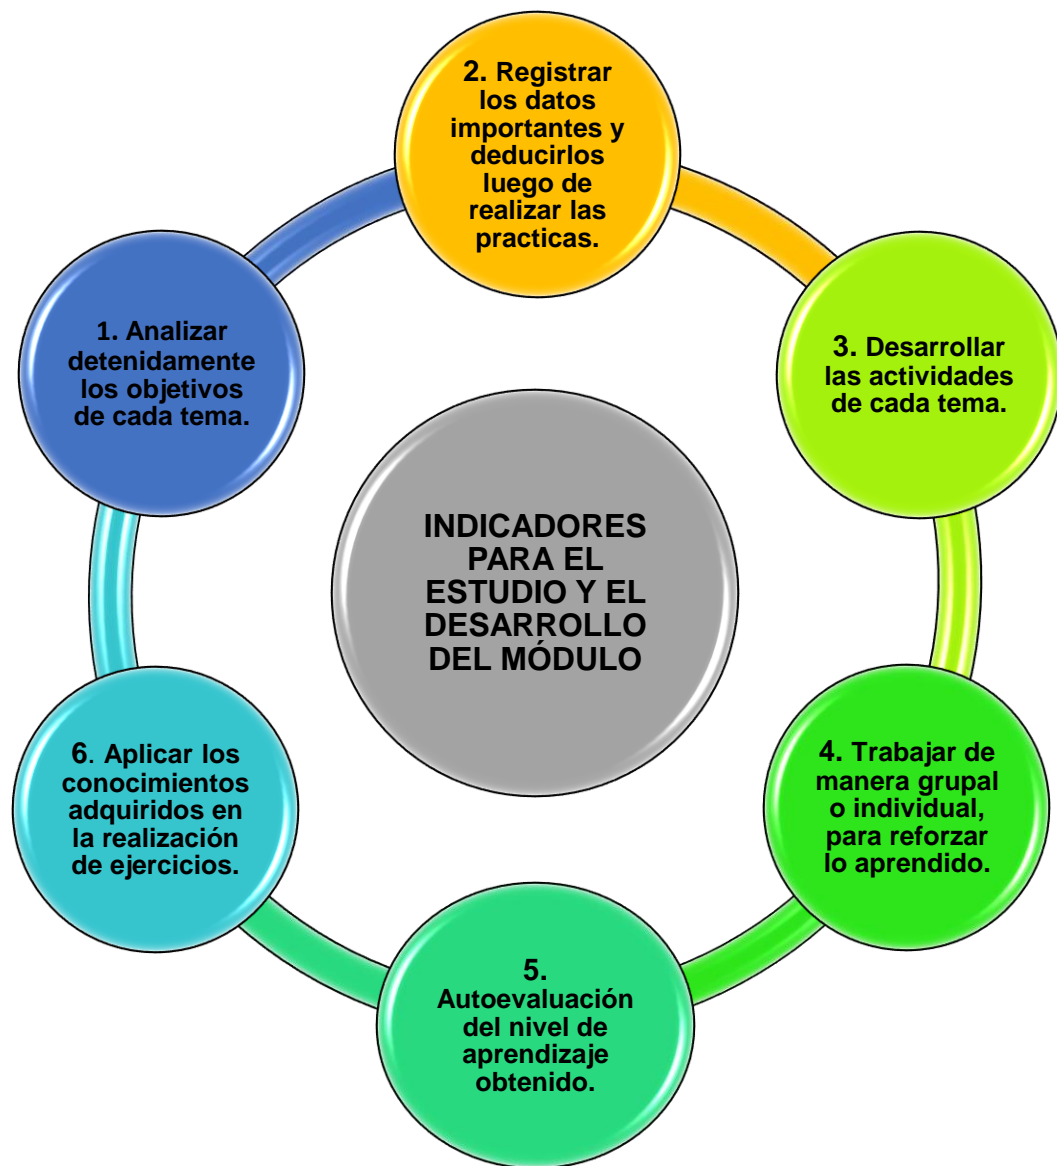 2. Registrar
los datos
importantes y
deducirlos
luego de
realizar las
practicas.
1. Analizar
detenidamente
los objetivos
de cada tema.
3. Desarrollar
las actividades
de cada tema.
INDICADORES
PARA EL
ESTUDIO Y EL
DESARROLLO
DEL MÓDULO
6. Aplicar los
conocimientos
adquiridos en
la realización
de ejercicios.
4. Trabajar de
manera grupal
o individual,
para reforzar
lo aprendido.
5.
Autoevaluación
del nivel de
aprendizaje
obtenido.